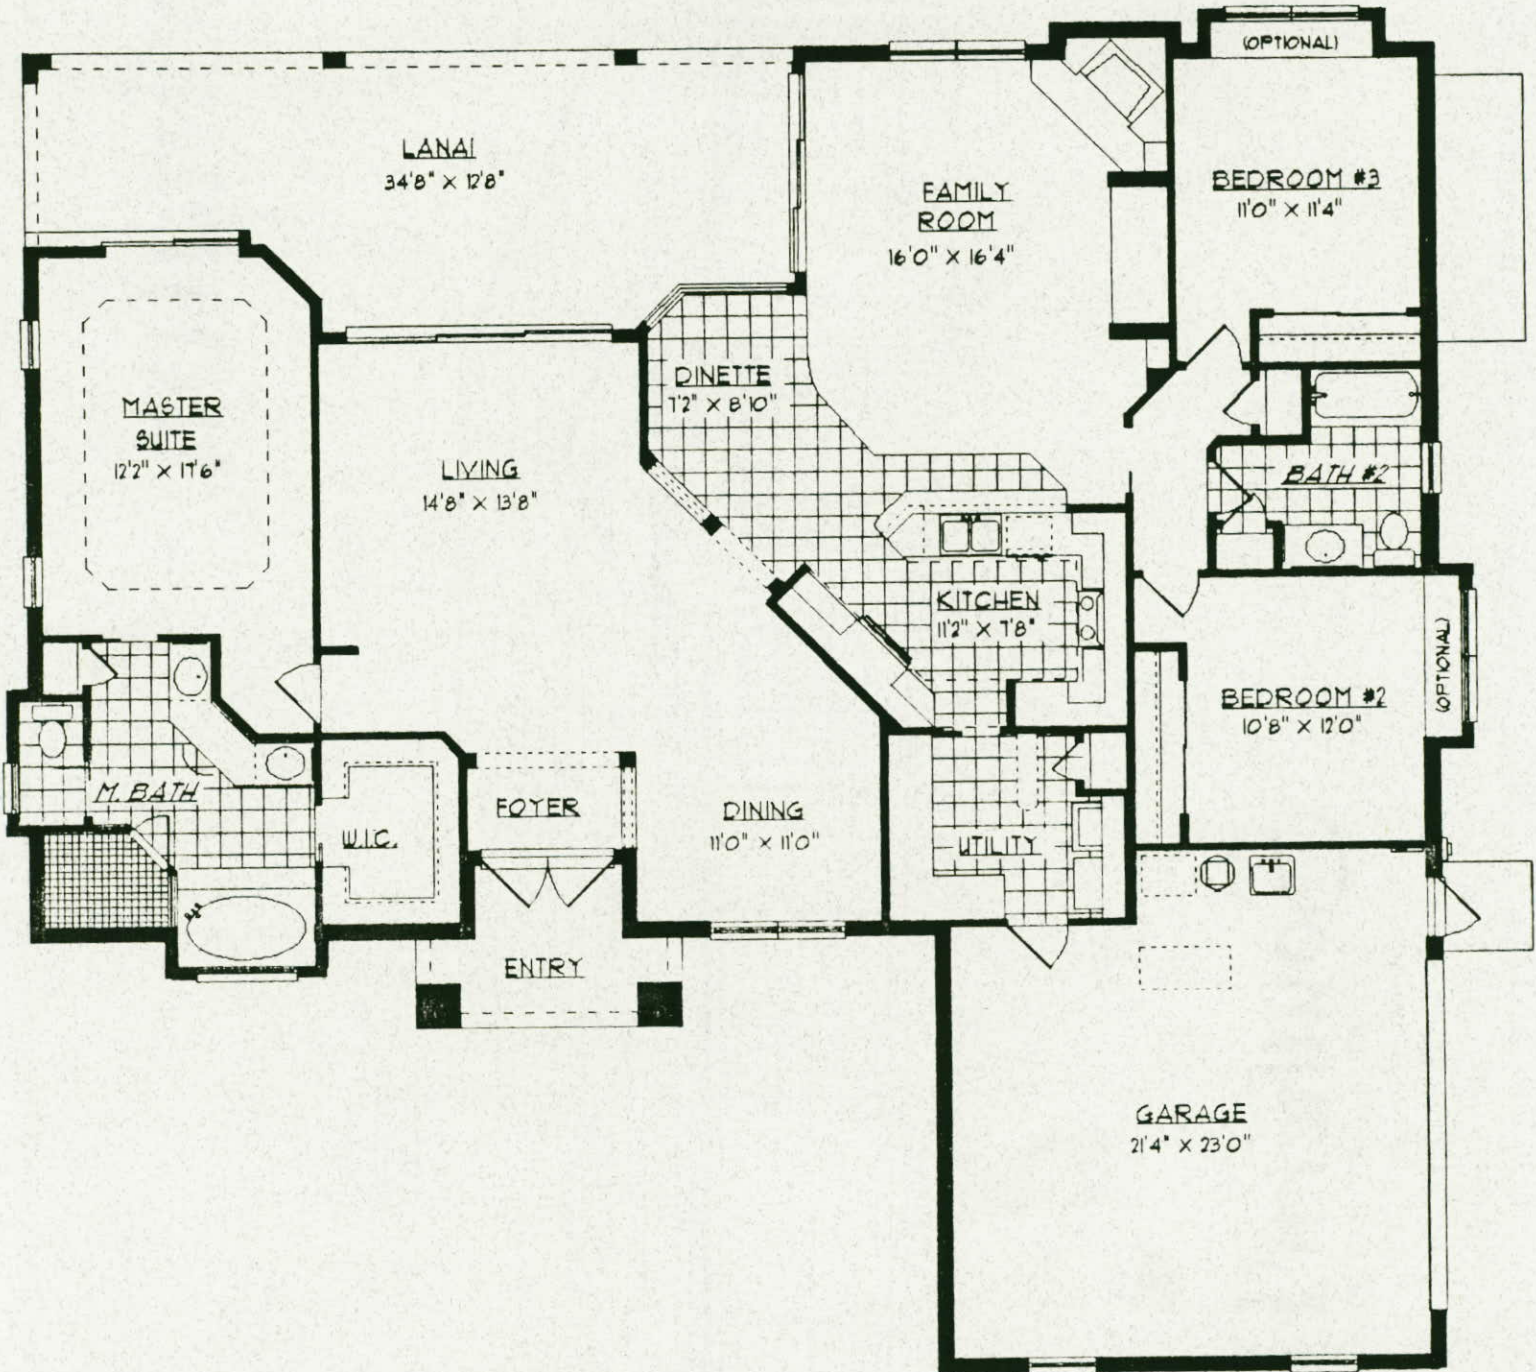 (OPTIONAL)
LANAI
34'8" X 12'8"
FAMILY
ROOM
16'0" X 16'4"
BEDROOM #3
11'0" X 11'4"
DINETTE
7'2" X 8'10"
MASTER
SUITE
12'2" X 17'6"
LIVING
14'8" X 13'8"
BATH #2
KITCHEN
11'2" X 7'8"
BEDROOM #2
10'8" X 12'0"
(OPTIONAL)
M. BATH
W.I.C.
FOYER
DINING
11'0" X 11'0"
UTILITY
ENTRY
GARAGE
21'4" X 23'0"